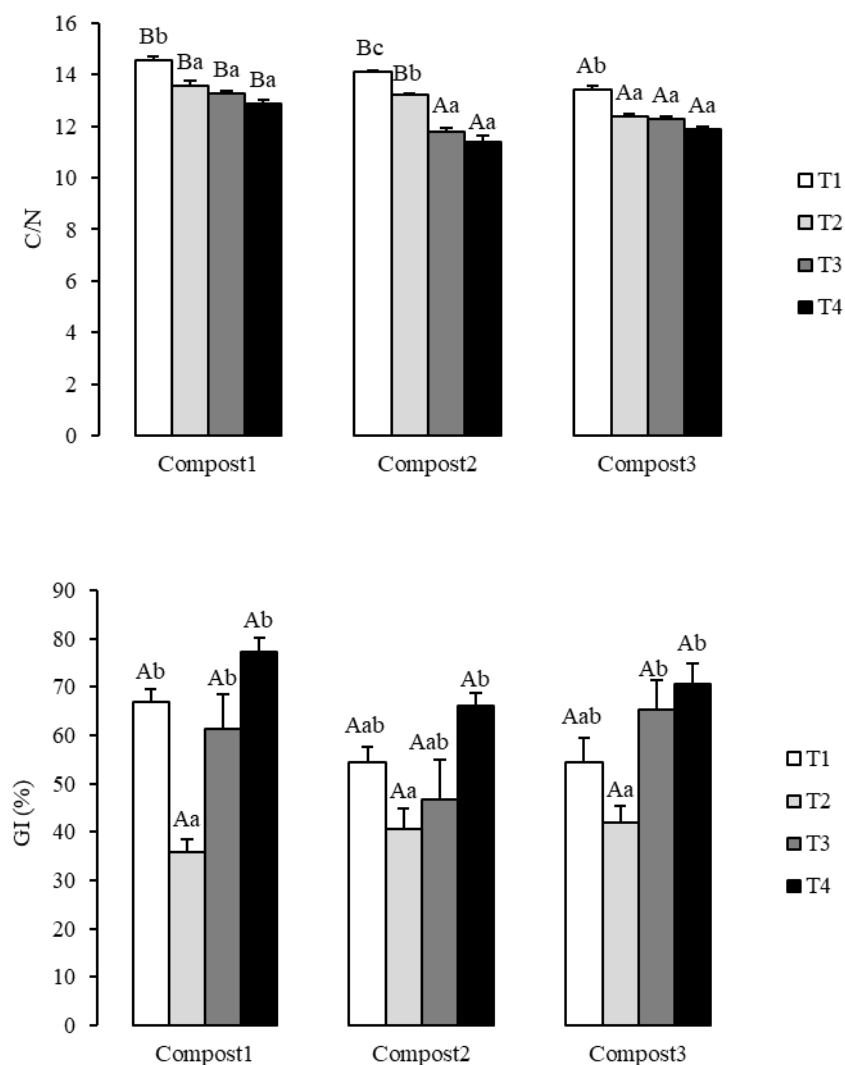 16
14
12
10
8
6
4
2
0
C/N
Bb
Ba
Ba
Ba
Bc
Bb
Aa
Aa
Ab
Aa
Aa
Aa
Compost1
Compost2
Compost3
T1
T2
T3
T4
90
80
70
60
50
40
30
20
10
0
GI (%)
Ab
Aa
Ab
Ab
Aab
Aa
Aab
Ab
Aab
Aa
Ab
Ab
Compost1
Compost2
Compost3
T1
T2
T3
T4